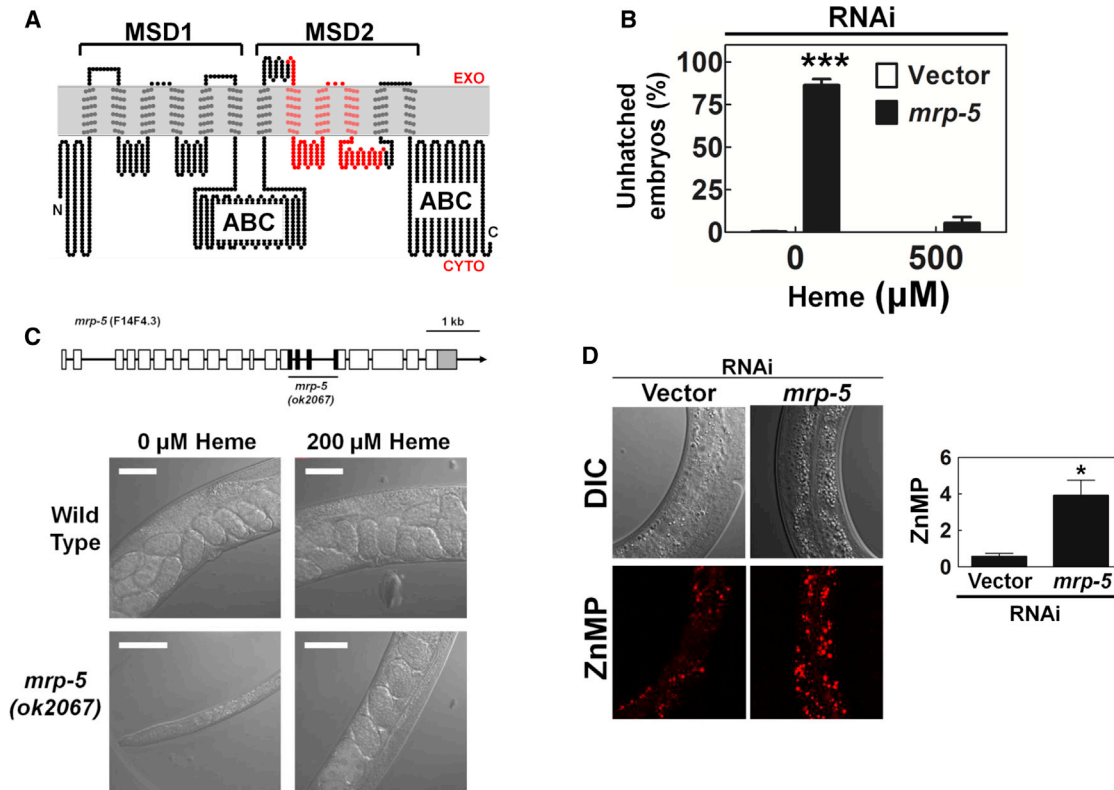 A
MSD1 MSD2
EXO
N
ABC
ABC
C
CYTO
B
RNAi
Unhatched
embryos (%)
100
75
50
25
0
***
Vector
mrp-5
0 500
Heme (µM)
C
mrp-5 (F14F4.3)
1 kb
mrp-5
(ok2067)
0 µM Heme 200 µM Heme
Wild
Type
mrp-5
(ok2067)
D
RNAi
Vector mrp-5
DIC
ZnMP
ZnMP
6
4
2
0
*
Vector mrp-5
RNAi